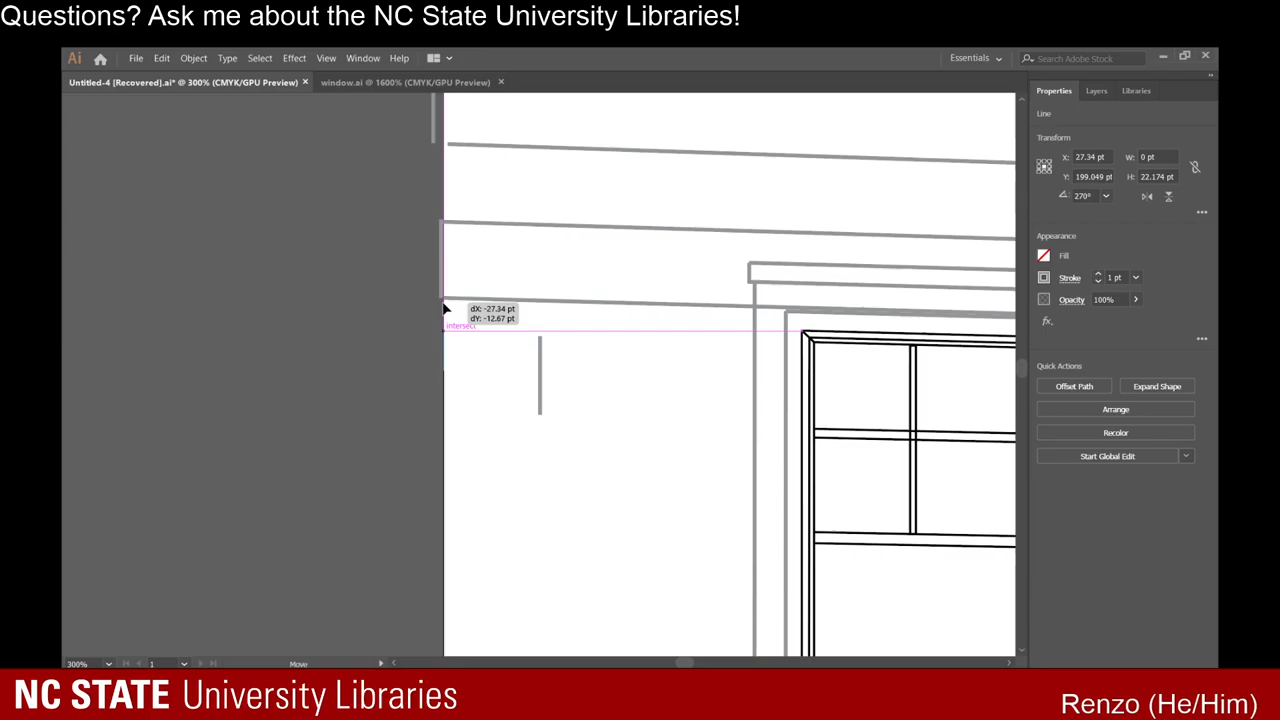 Questions? Ask me about the NC State University Libraries!
Ai File Edit Object Type Select Effect View Window Help Essentials Search Adobe Stock
Untitled-4 [Recovered].ai* @ 300% (CMYK/GPU Preview) × window.ai @ 1600% (CMYK/GPU Preview) ×
Properties Layers Libraries
Line
Transform
X: 27.34 pt W: 0 pt
Y: 199.049 pt H: 22.174 pt
270°
Appearance
Fill
Stroke 1 pt
Opacity 100%
fx.
dX: -27.34 pt
dY: -12.67 pt
intersect
Quick Actions
Offset Path Expand Shape
Arrange
Recolor
Start Global Edit
300% 1 Move
NC STATE University Libraries
Renzo (He/Him)